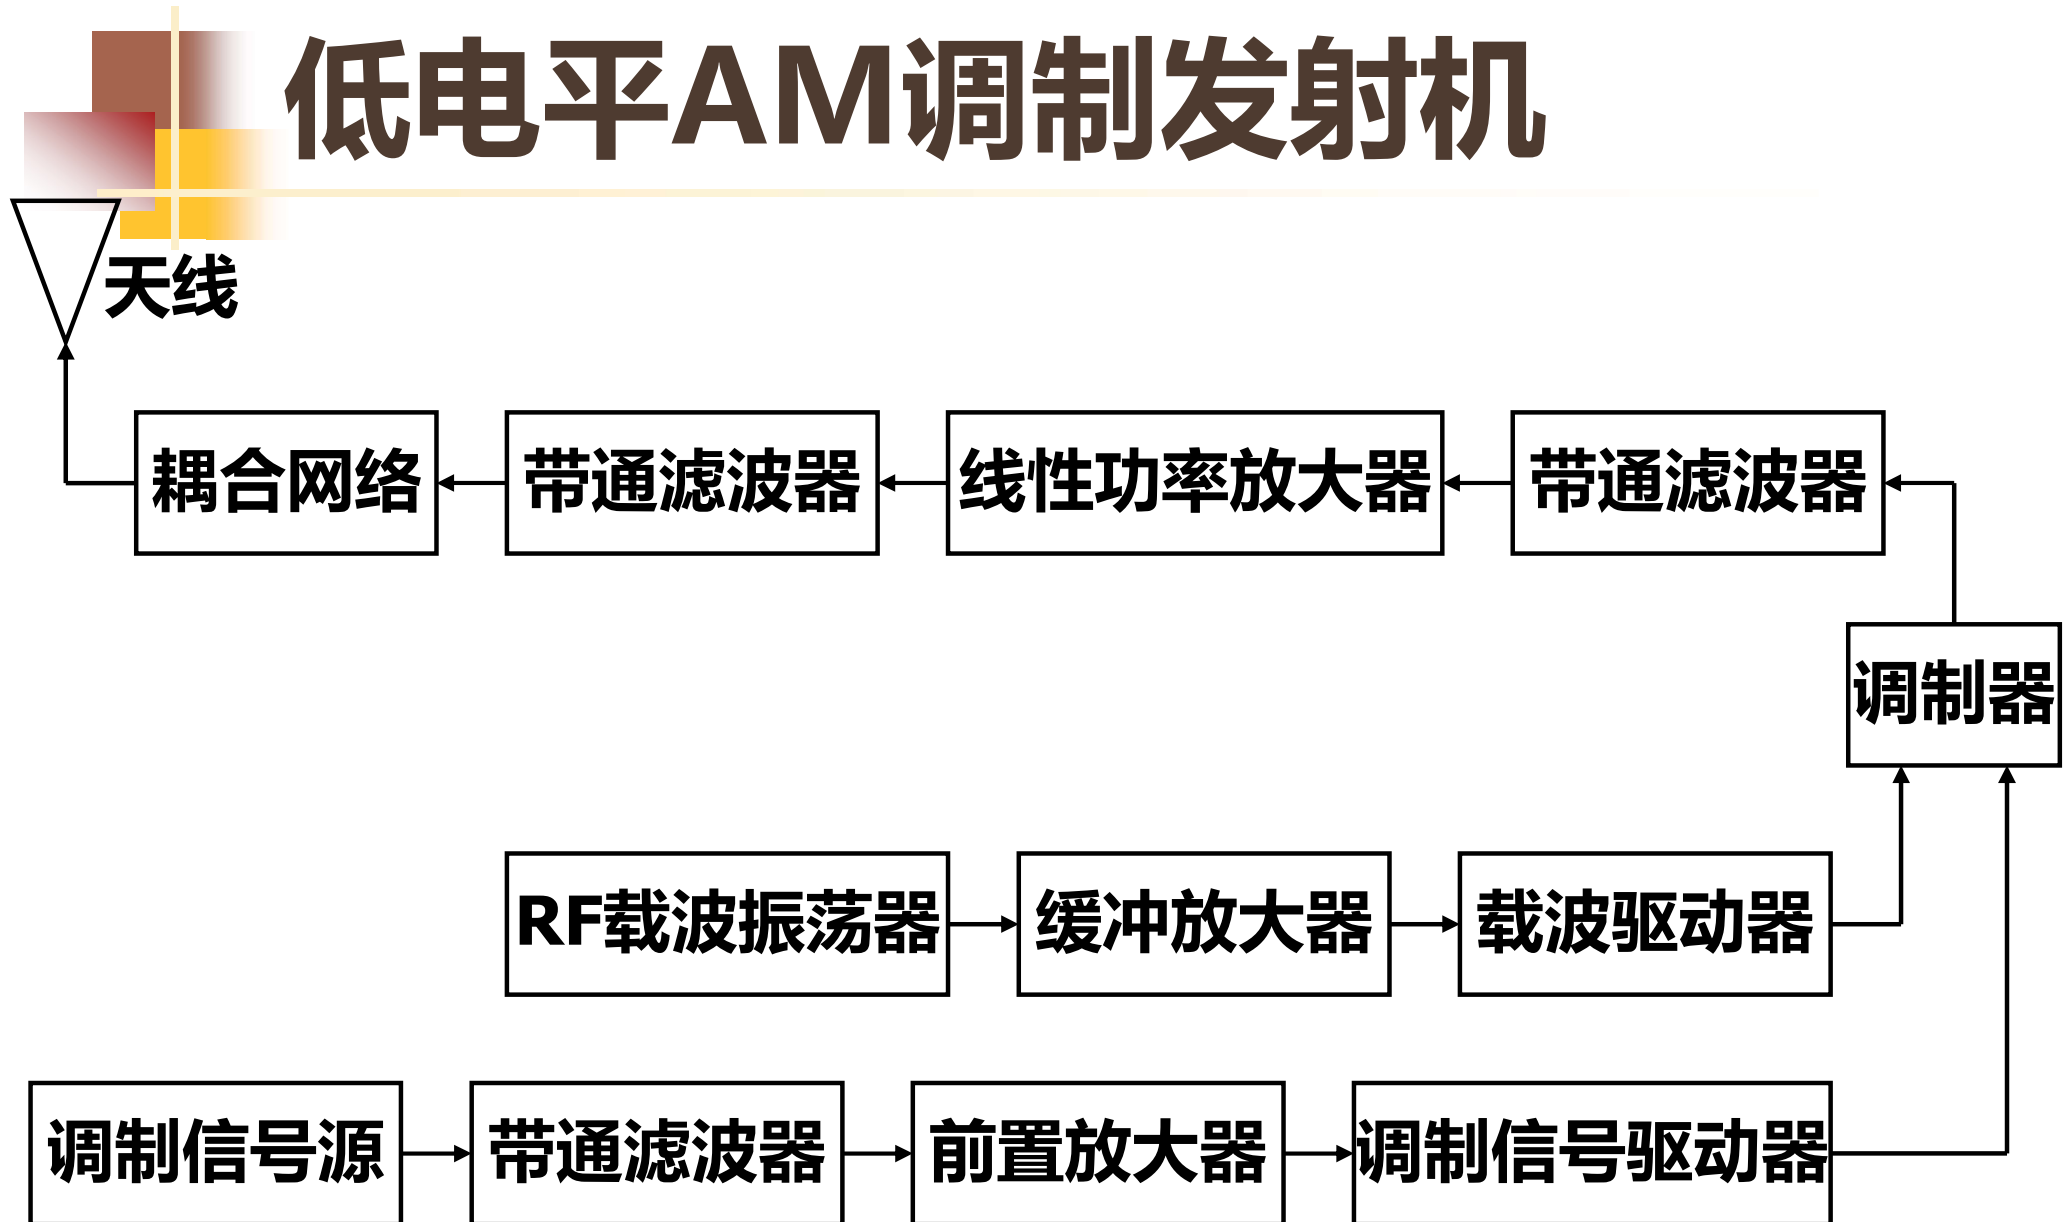 低电平AM调制发射机
天线
耦合网络
带通滤波器
线性功率放大器
带通滤波器
调制器
RF载波振荡器
缓冲放大器
载波驱动器
调制信号源
带通滤波器
前置放大器
调制信号驱动器